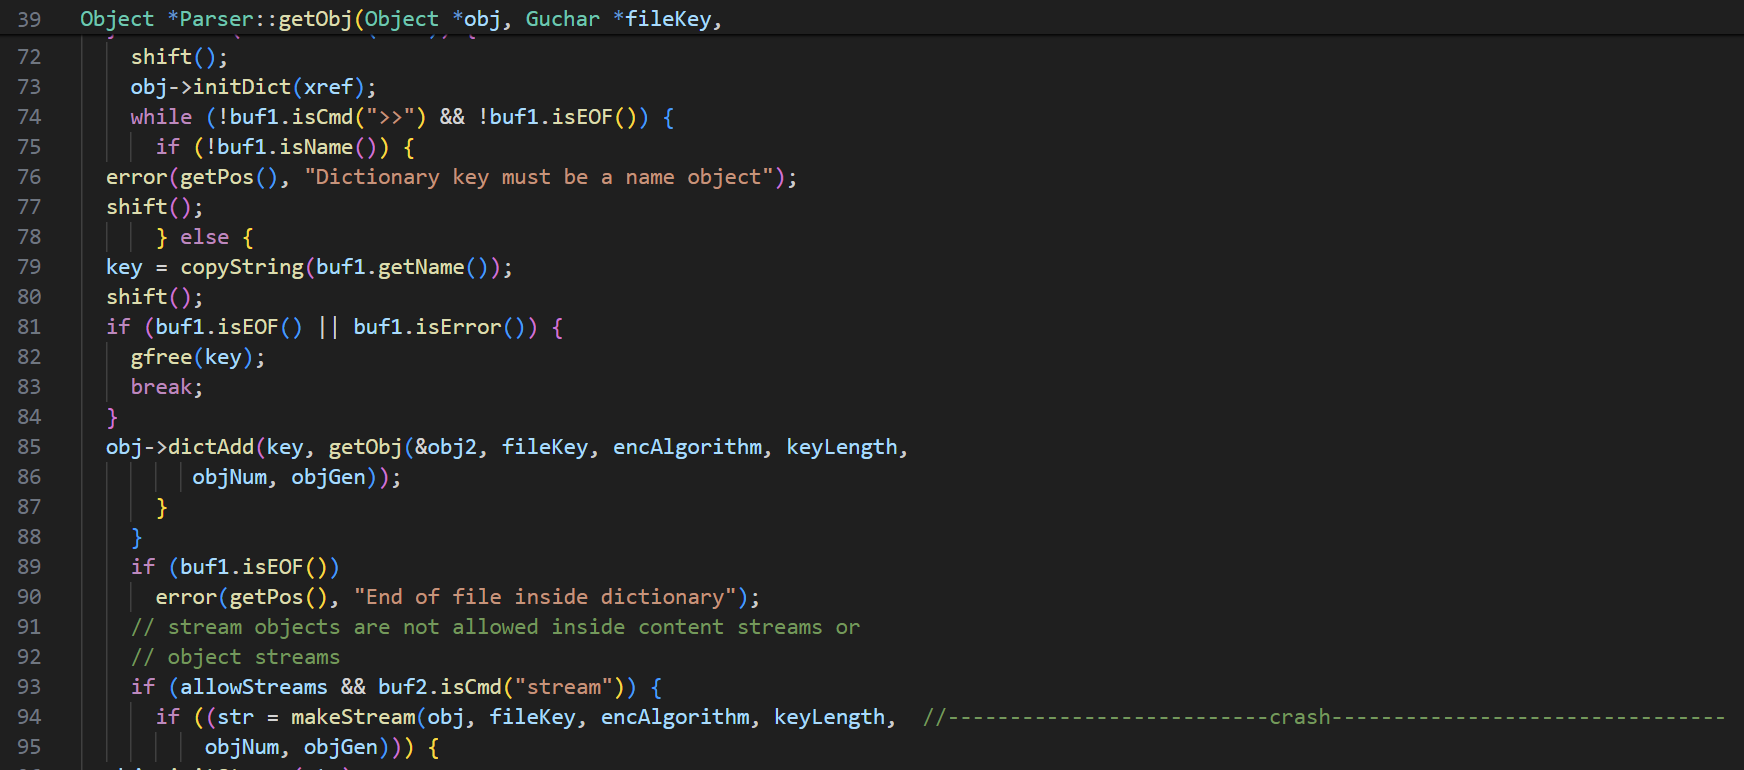 39 Object *Parser::getObj(Object *obj, Guchar *fileKey,
72 shift();
73 obj->initDict(xref);
74 while (!buf1.isCmd(">>") && !buf1.isEOF()) {
75 if (!buf1.isName()) {
76 error(getPos(), "Dictionary key must be a name object");
77 shift();
78 } else {
79 key = copyString(buf1.getName());
80 shift();
81 if (buf1.isEOF() || buf1.isError()) {
82 gfree(key);
83 break;
84 }
85 obj->dictAdd(key, getObj(&obj2, fileKey, encAlgorithm, keyLength,
86 objNum, objGen));
87 }
88 }
89 if (buf1.isEOF())
90 error(getPos(), "End of file inside dictionary");
91 // stream objects are not allowed inside content streams or
92 // object streams
93 if (allowStreams && buf2.isCmd("stream")) {
94 if ((str = makeStream(obj, fileKey, encAlgorithm, keyLength, //--------------------------crash--------------------------------
95 objNum, objGen))) {